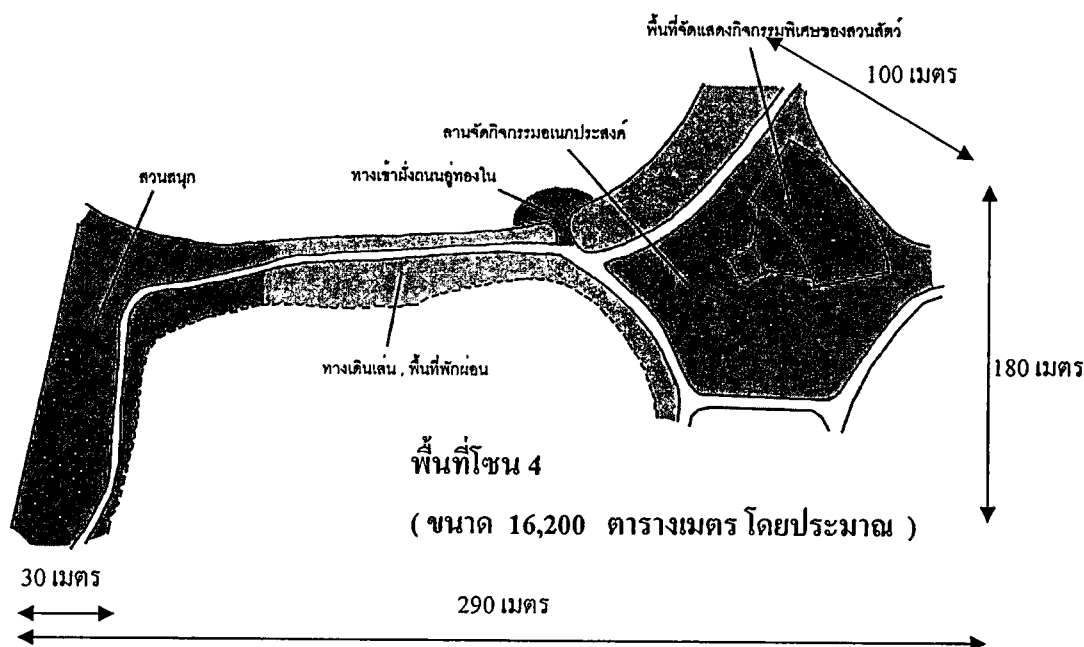 พื้นที่จัดแสดงกิจกรรมพิเศษของสวนสัตว์
100 เมตร
ลานจัดกิจกรรมอเนกประสงค์
ทางเข้าฝั่งถนนอู่ทองใน
สวนสนุก
180 เมตร
ทางเดินเล่น , พื้นที่พักผ่อน
พื้นที่โซน 4
( ขนาด 16,200 ตารางเมตร โดยประมาณ )
30 เมตร
290 เมตร